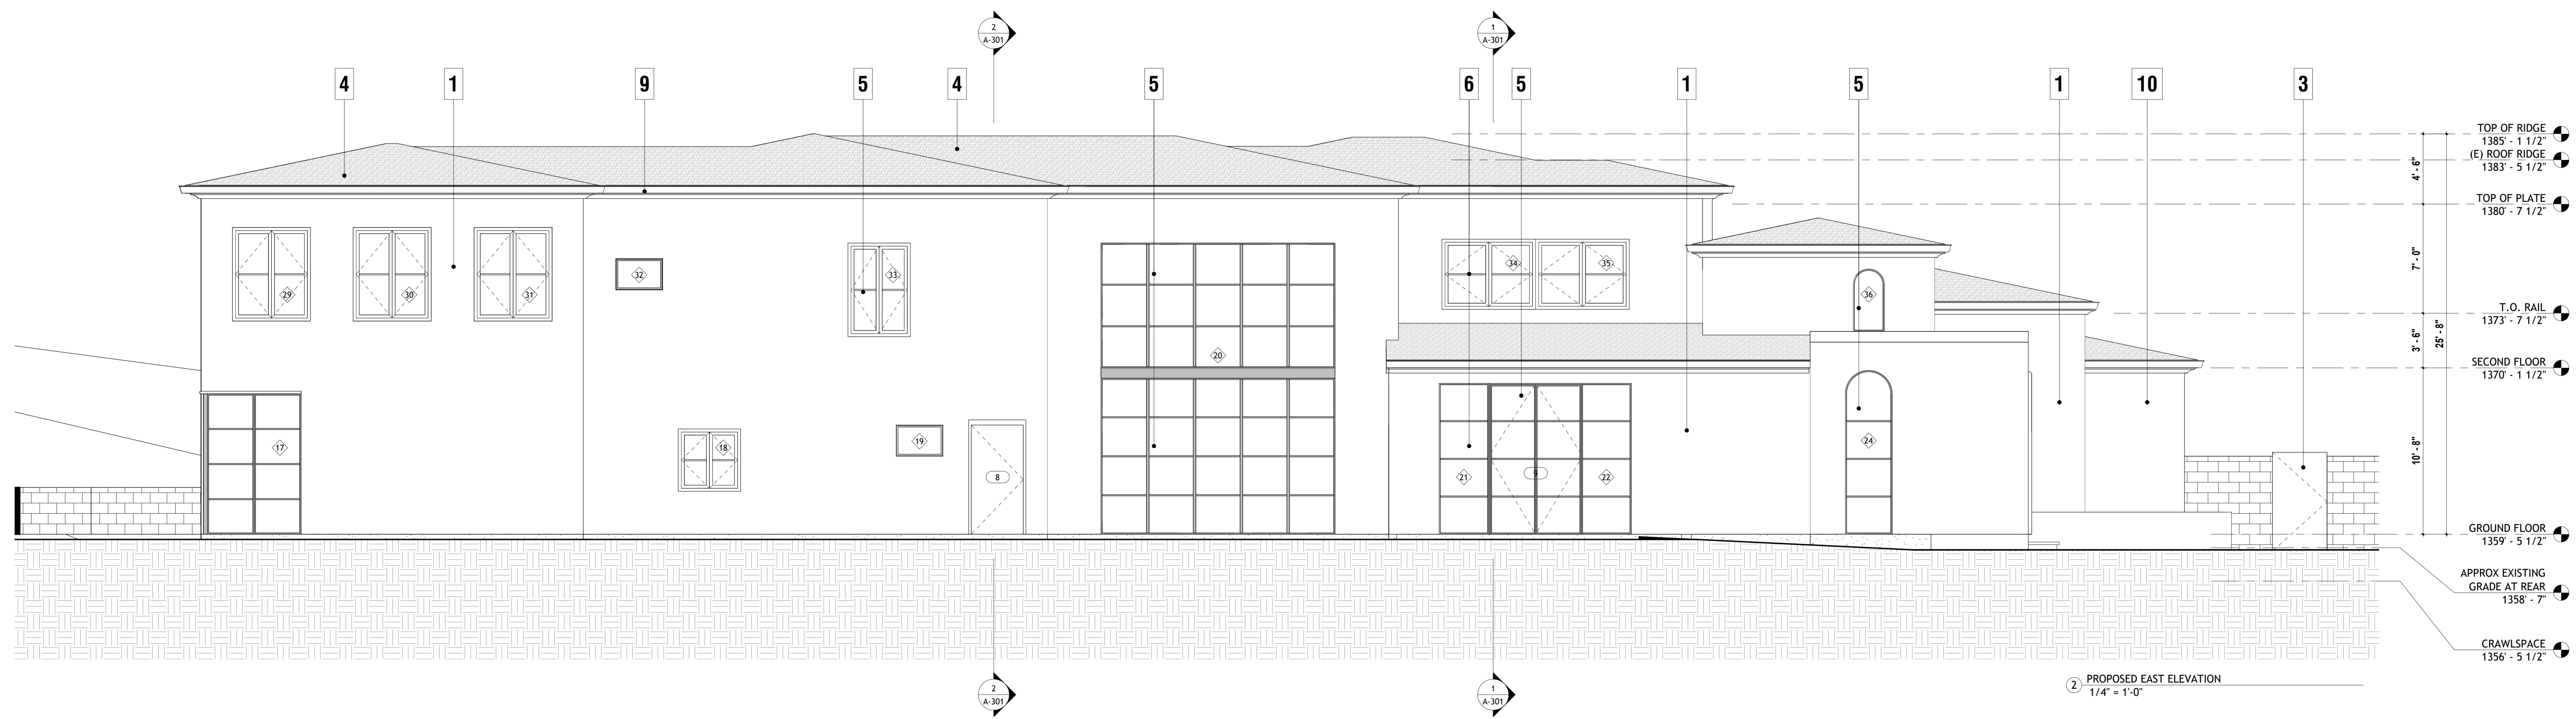 2
A-301
1
A-301
4
1
9
5
4
5
6
5
1
5
1
10
3
TOP OF RIDGE
1385' - 1 1/2"
(E) ROOF RIDGE
1383' - 5 1/2"
4' - 6"
TOP OF PLATE
1380' - 7 1/2"
7' - 0"
T.O. RAIL
1373' - 7 1/2"
3' - 6"
25' - 8"
SECOND FLOOR
1370' - 1 1/2"
10' - 8"
GROUND FLOOR
1359' - 5 1/2"
APPROX EXISTING
GRADE AT REAR
1358' - 7"
CRAWLSPACE
1356' - 5 1/2"
29
30
31
32
33
34
35
36
20
17
18
19
8
21
9
22
24
2
A-301
1
A-301
2 PROPOSED EAST ELEVATION
1/4" = 1'-0"